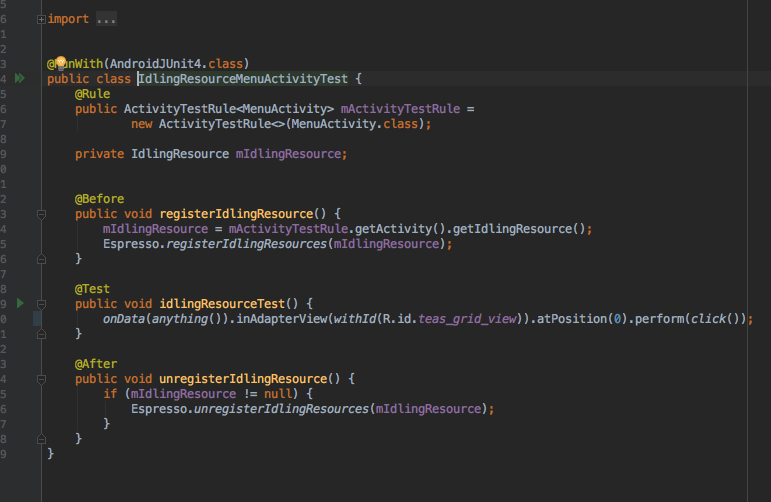 5
6 import ...
1
2
3 @RunWith(AndroidJUnit4.class)
4 public class IdlingResourceMenuActivityTest {
5 @Rule
6 public ActivityTestRule<MenuActivity> mActivityTestRule =
7 new ActivityTestRule<>(MenuActivity.class);
8
9 private IdlingResource mIdlingResource;
0
1
2 @Before
3 public void registerIdlingResource() {
4 mIdlingResource = mActivityTestRule.getActivity().getIdlingResource();
5 Espresso.registerIdlingResources(mIdlingResource);
6 }
7
8 @Test
9 public void idlingResourceTest() {
0 onData(anything()).inAdapterView(withId(R.id.teas_grid_view)).atPosition(0).perform(click());
1 }
2
3 @After
4 public void unregisterIdlingResource() {
5 if (mIdlingResource != null) {
6 Espresso.unregisterIdlingResources(mIdlingResource);
7 }
8 }
9 }